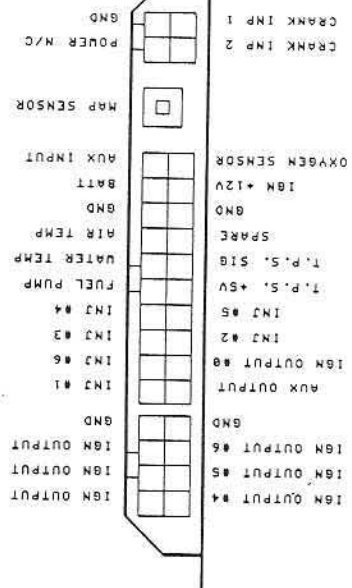 IGN OUTPUT #4 IGN OUTPUT
IGN OUTPUT #5 IGN OUTPUT
IGN OUTPUT #6 IGN OUTPUT
GND GND
AUX OUTPUT INJ #1
IGN OUTPUT #0 INJ #6
INJ #2 INJ #3
INJ #5 INJ #4
T.P.S. +5V FUEL PUMP
T.P.S. SIG WATER TEMP
SPARE AIR TEMP
GND GND
IGN +12V BATT
OXYGEN SENSOR AUX INPUT
MAP SENSOR
CRANK INP 2 POWER N/C
CRANK INP 1 GND